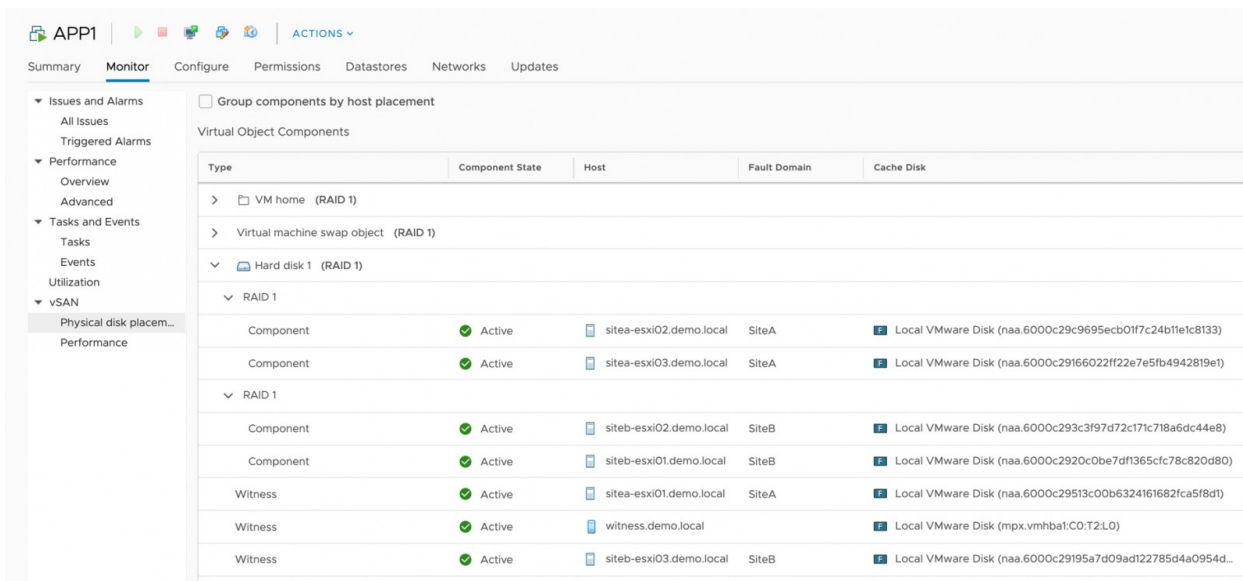 APP1 ACTIONS
Summary Monitor Configure Permissions Datastores Networks Updates
Issues and Alarms
All Issues
Triggered Alarms
Performance
Overview
Advanced
Tasks and Events
Tasks
Events
Utilization
vSAN
Physical disk placem...
Performance
Group components by host placement
Virtual Object Components
Type Component State Host Fault Domain Cache Disk
VM home (RAID 1)
Virtual machine swap object (RAID 1)
Hard disk 1 (RAID 1)
RAID 1
Component Active sitea-esxi02.demo.local SiteA F Local VMware Disk (naa.6000c29c9695ecb01f7c24b11e1c8133)
Component Active sitea-esxi03.demo.local SiteA F Local VMware Disk (naa.6000c29166022ff22e7e5fb4942819e1)
RAID 1
Component Active siteb-esxi02.demo.local SiteB F Local VMware Disk (naa.6000c293c3f97d72c171c718a6dc44e8)
Component Active siteb-esxi01.demo.local SiteB F Local VMware Disk (naa.6000c2920c0be7df1365cfc78c820d80)
Witness Active sitea-esxi01.demo.local SiteA F Local VMware Disk (naa.6000c29513c00b6324161682fca5f8d1)
Witness Active witness.demo.local F Local VMware Disk (mpx.vmhba1:C0:T2:L0)
Witness Active siteb-esxi03.demo.local SiteB F Local VMware Disk (naa.6000c29195a7d09ad122785d4a0954d...